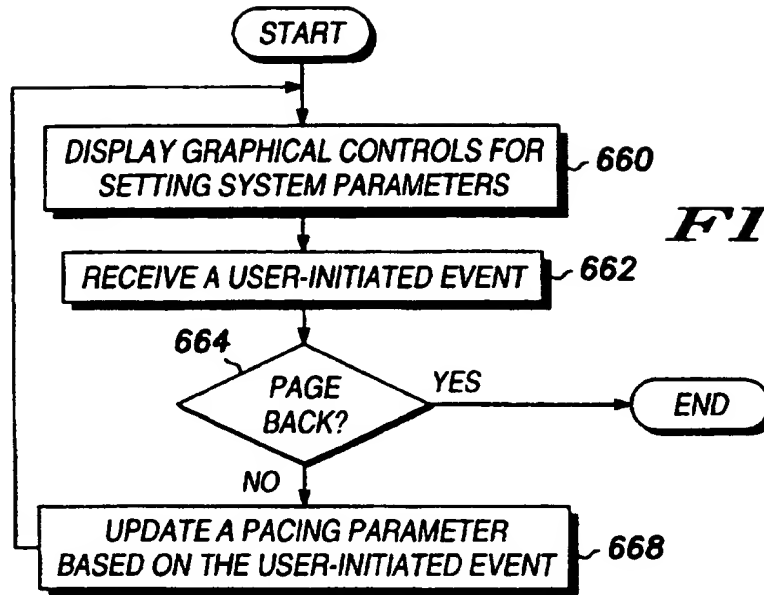 START
DISPLAY GRAPHICAL CONTROLS FOR
SETTING SYSTEM PARAMETERS
660
FI
RECEIVE A USER-INITIATED EVENT
662
664
PAGE
BACK?
YES
END
NO
UPDATE A PACING PARAMETER
BASED ON THE USER-INITIATED EVENT
668